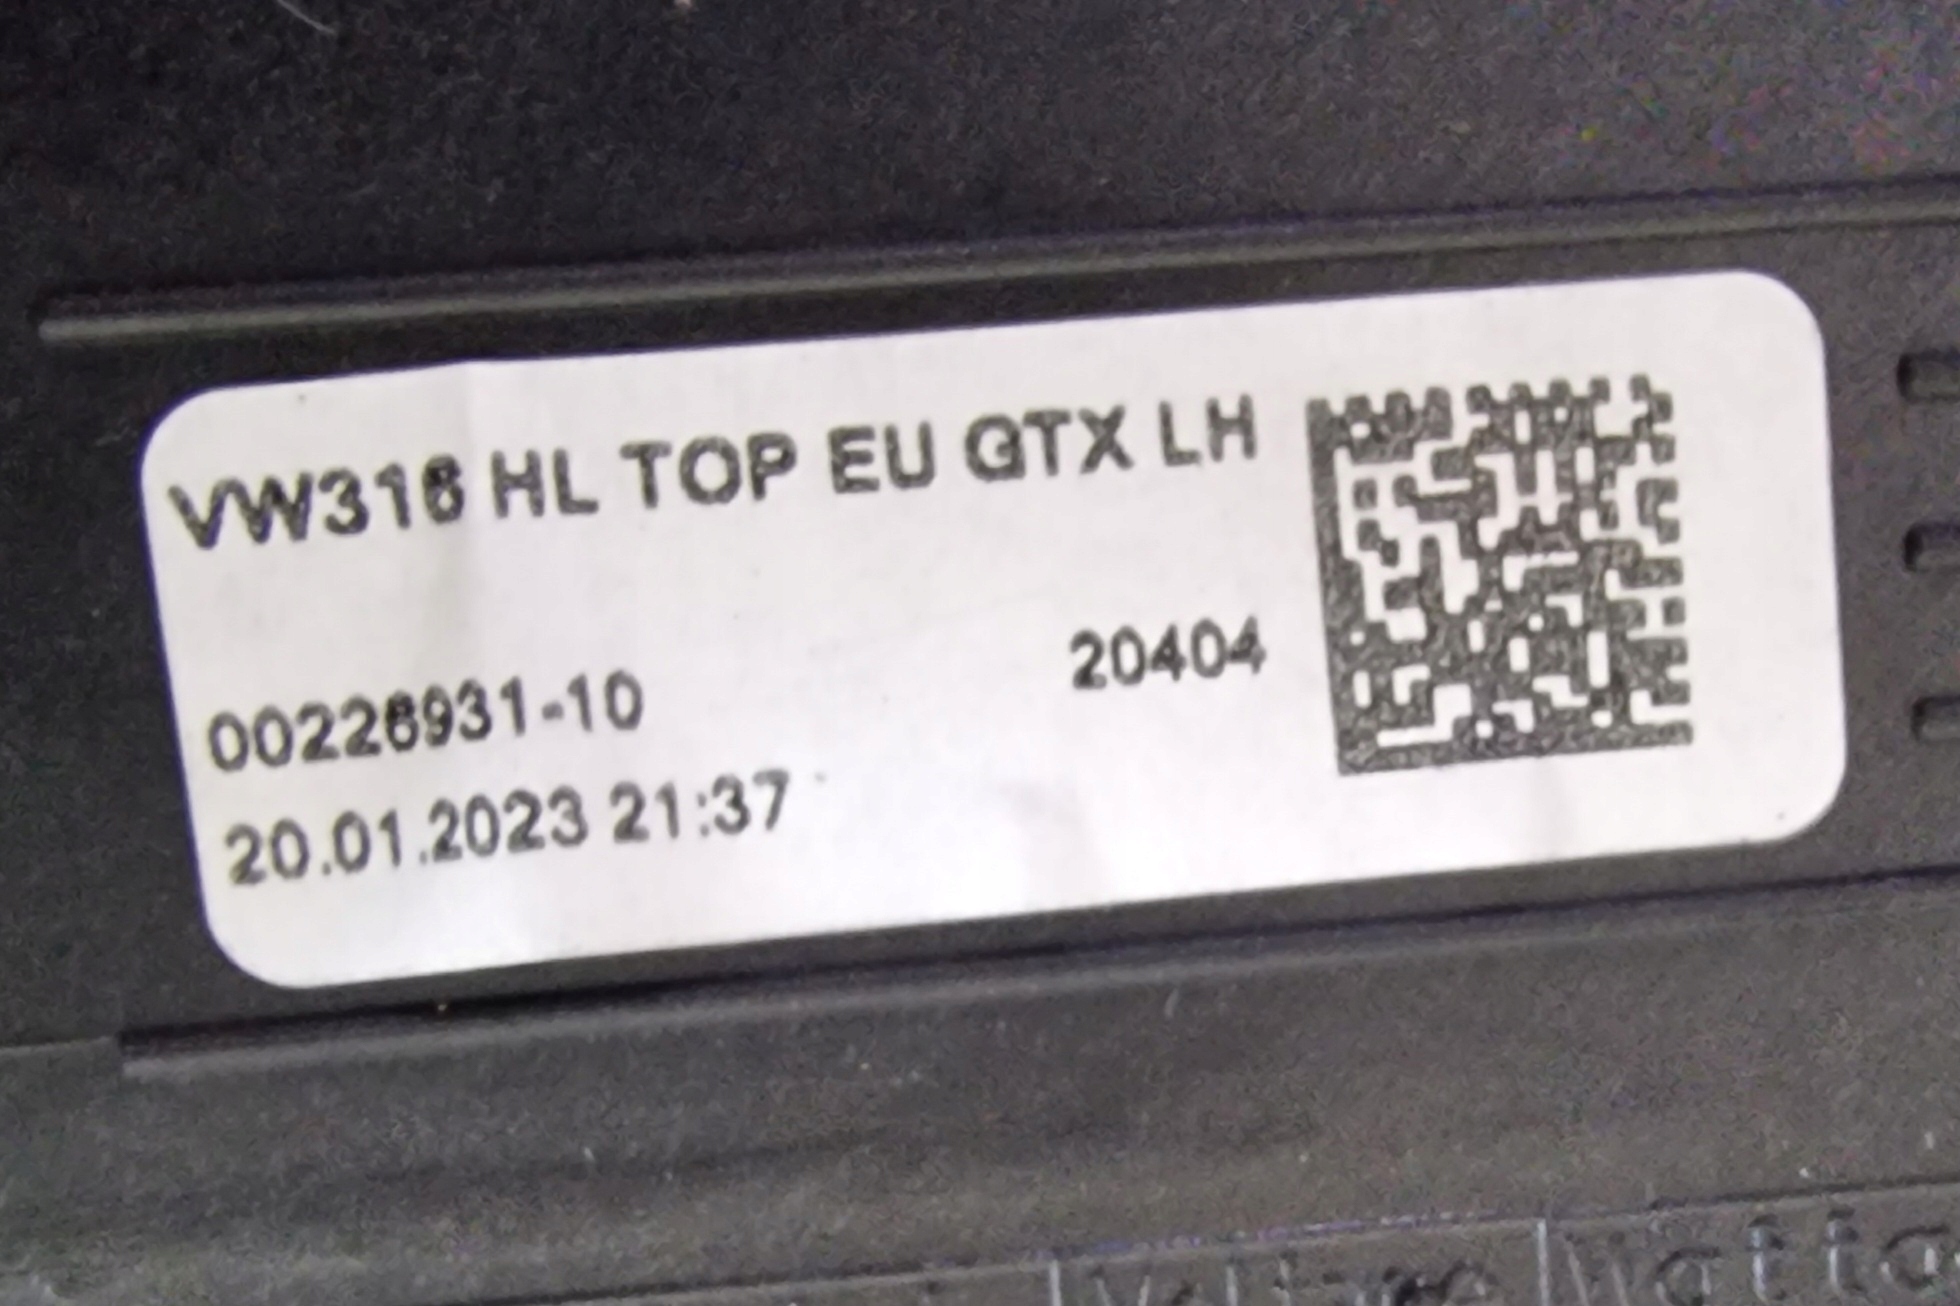 VW316 HL TOP EU GTX LH
20404
00226931-10
20.01.2023 21:37